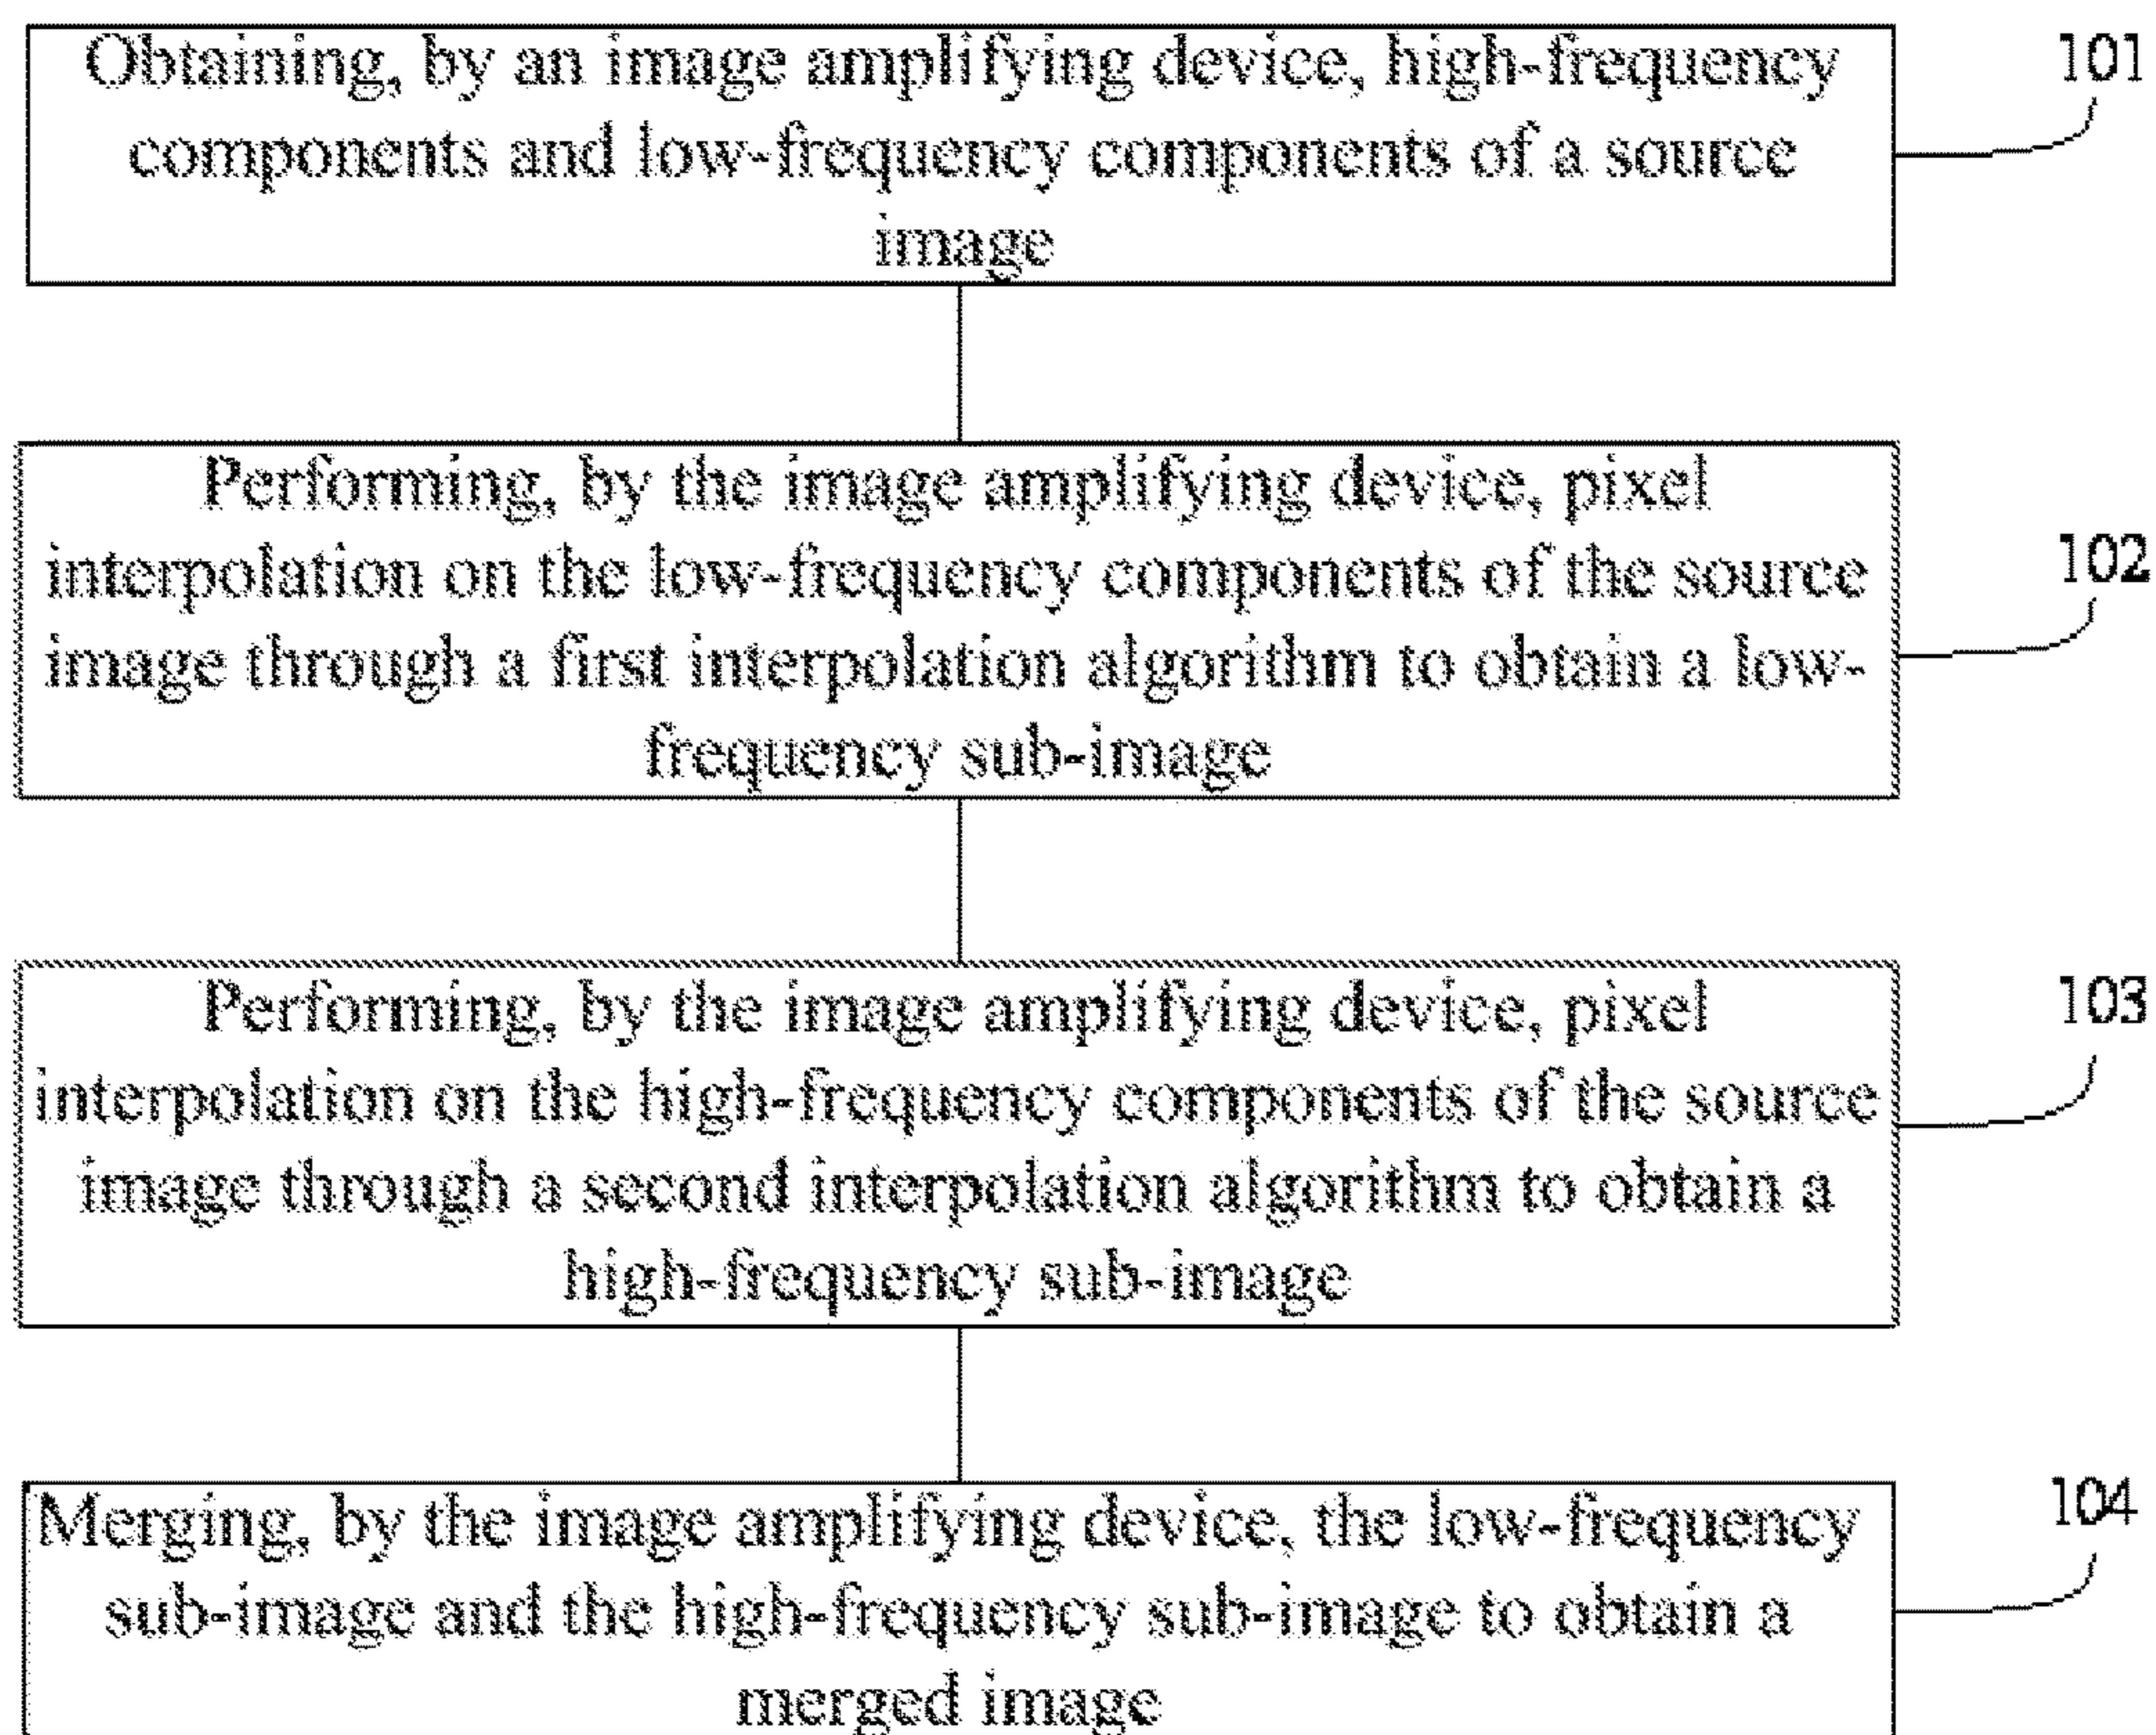 Obtaining, by an image amplifying device, high-frequency
components and low-frequency components of a source
image
101
Performing, by the image amplifying device, pixel
interpolation on the low-frequency components of the source
image through a first interpolation algorithm to obtain a low-
frequency sub-image
102
Performing, by the image amplifying device, pixel
interpolation on the high-frequency components of the source
image through a second interpolation algorithm to obtain a
high-frequency sub-image
103
Merging, by the image amplifying device, the low-frequency
sub-image and the high-frequency sub-image to obtain a
merged image
104